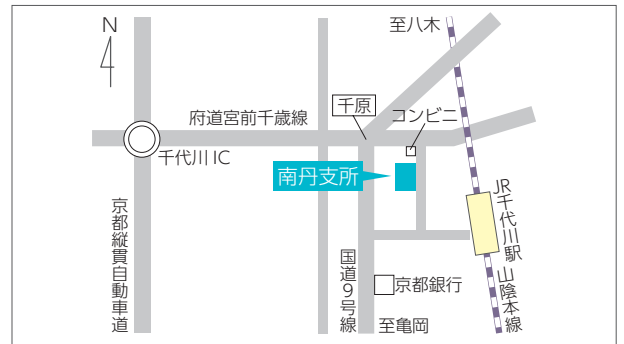 N
至八木
千原
コンビニ
府道宮前千歳線
千代川IC
南丹支所
JR千代川駅
京都縦貫自動車道
国道9号線
京都銀行
山陰本線
至亀岡